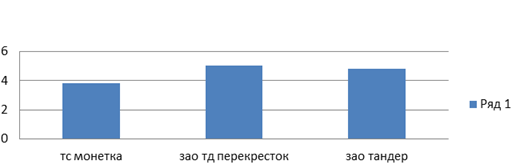 6
4
2
0
тс монетка
зао тд перекресток
зао тандер
Ряд 1